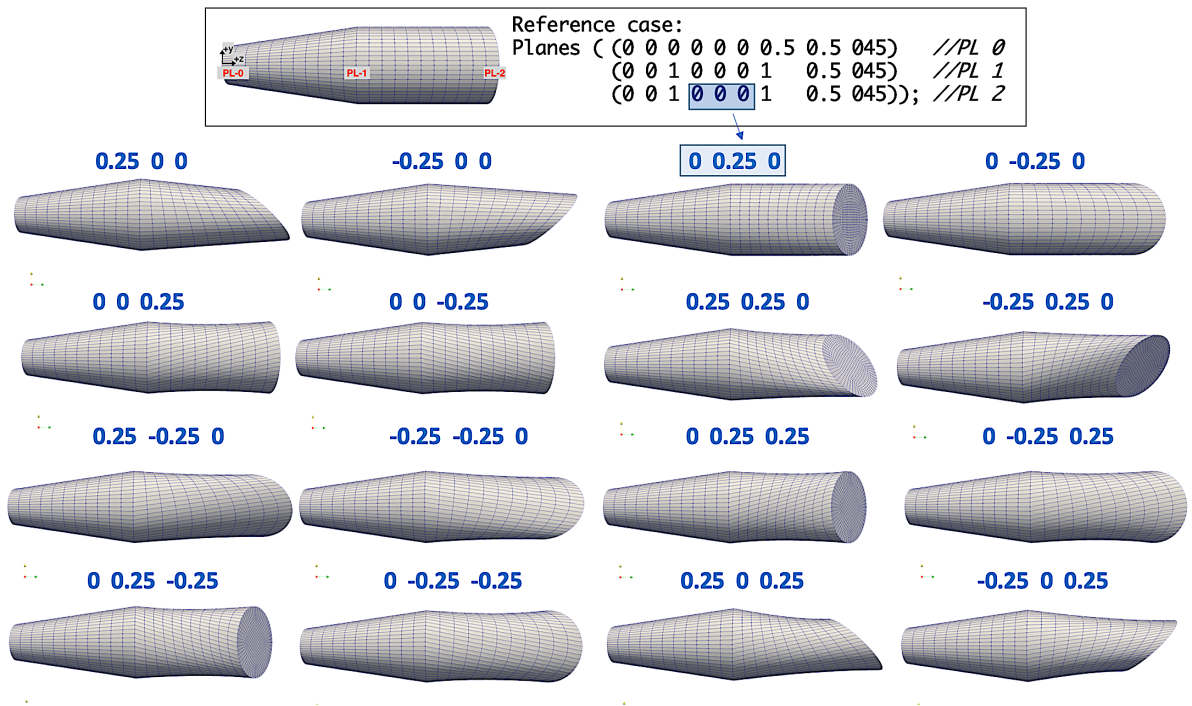 Reference case:
Planes ( (0 0 0 0 0 0 0.5 0.5 045) //PL 0
(0 0 1 0 0 0 1 0.5 045) //PL 1
(0 0 1 0 0 0 1 0.5 045)); //PL 2
+y
+z
PL-0 PL-1 PL-2
0.25 0 0 -0.25 0 0 0 0.25 0 0 -0.25 0
0 0 0.25 0 0 -0.25 0.25 0.25 0 -0.25 0.25 0
0.25 -0.25 0 -0.25 -0.25 0 0 0.25 0.25 0 -0.25 0.25
0 0.25 -0.25 0 -0.25 -0.25 0.25 0 0.25 -0.25 0 0.25